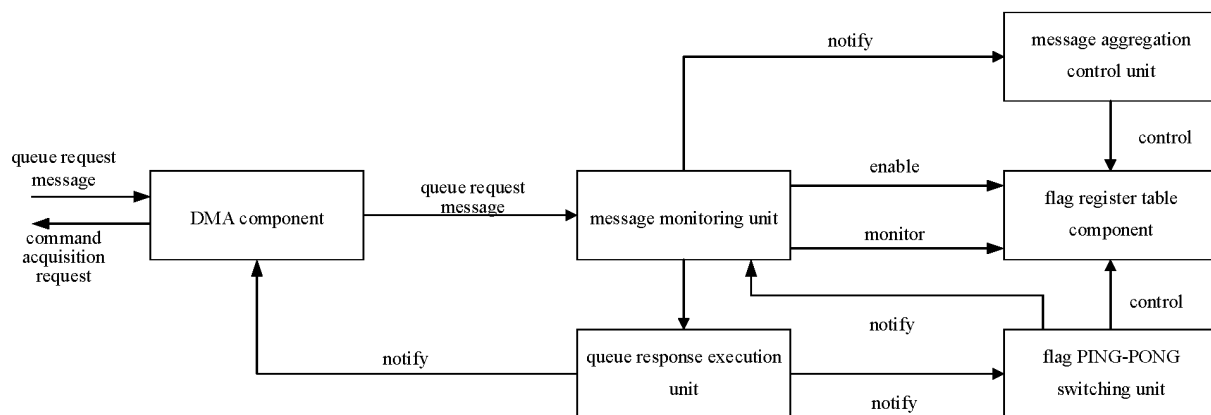 notify
message aggregation
control unit
control
queue request
message
DMA component
command
acquisition
request
queue request
message
message monitoring unit
enable
monitor
flag register table
component
control
notify
notify
queue response execution
unit
notify
flag PING-PONG
switching unit